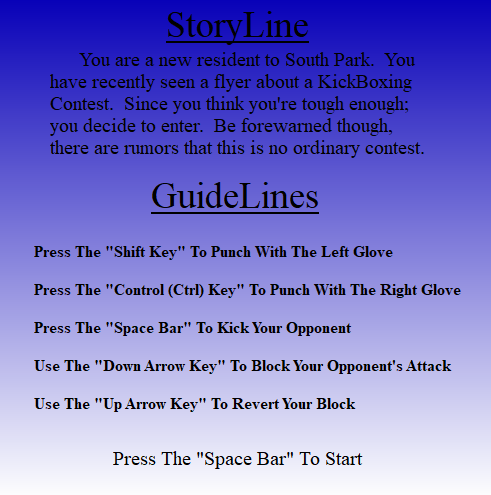 StoryLine
You are a new resident to South Park.  You
have recently seen a flyer about a KickBoxing
Contest.  Since you think you're tough enough;
you decide to enter.  Be forewarned though,
there are rumors that this is no ordinary contest.
GuideLines
Press The "Shift Key" To Punch With The Left Glove
Press The "Control (Ctrl) Key" To Punch With The Right Glove
Press The "Space Bar" To Kick Your Opponent
Use The "Down Arrow Key" To Block Your Opponent's Attack
Use The "Up Arrow Key" To Revert Your Block
Press The "Space Bar" To Start